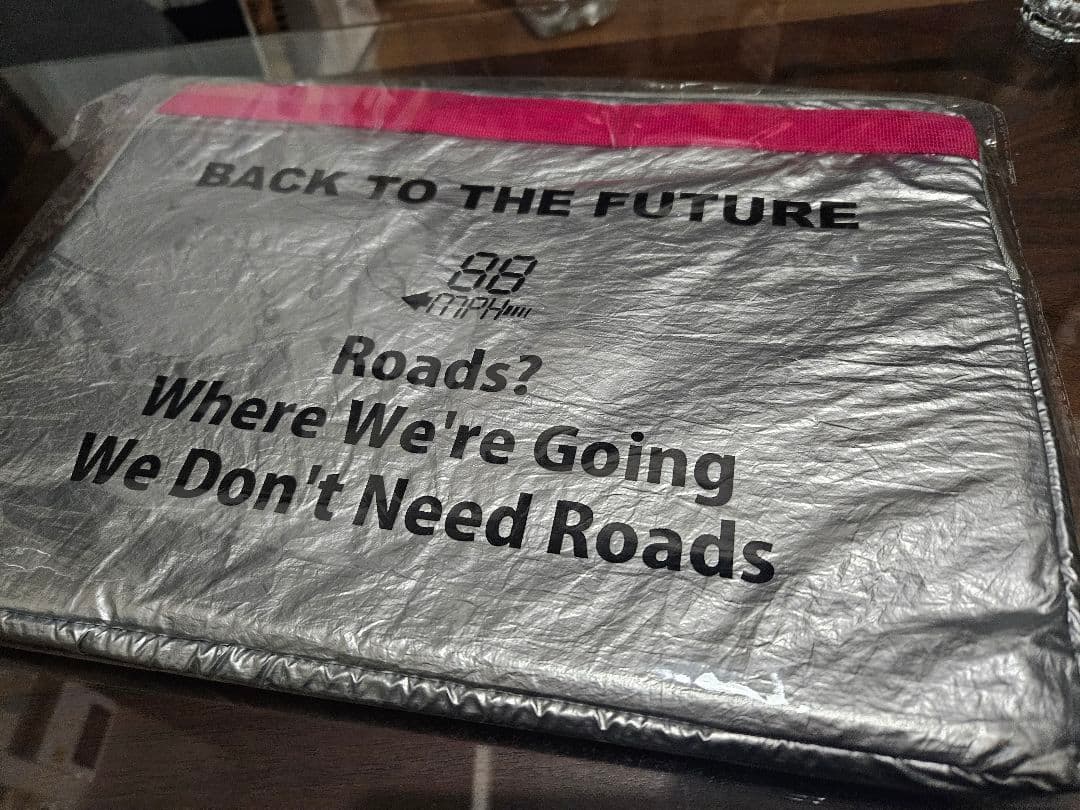 BACK TO THE FUTURE
88
MPH
Roads?
Where We're Going
We Don't Need Roads